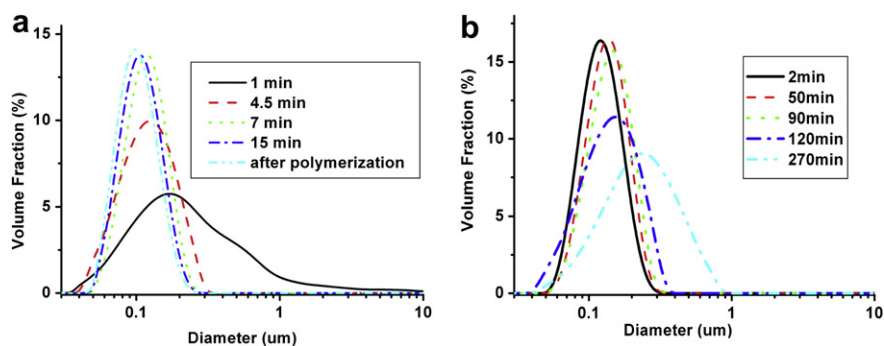 a
15
10
5
0
Volume Fraction (%)
1 min
4.5 min
7 min
15 min
after polymerization
0.1
1
10
Diameter (um)
b
15
10
5
0
Volume Fraction (%)
2min
50min
90min
120min
270min
0.1
1
10
Diameter (um)